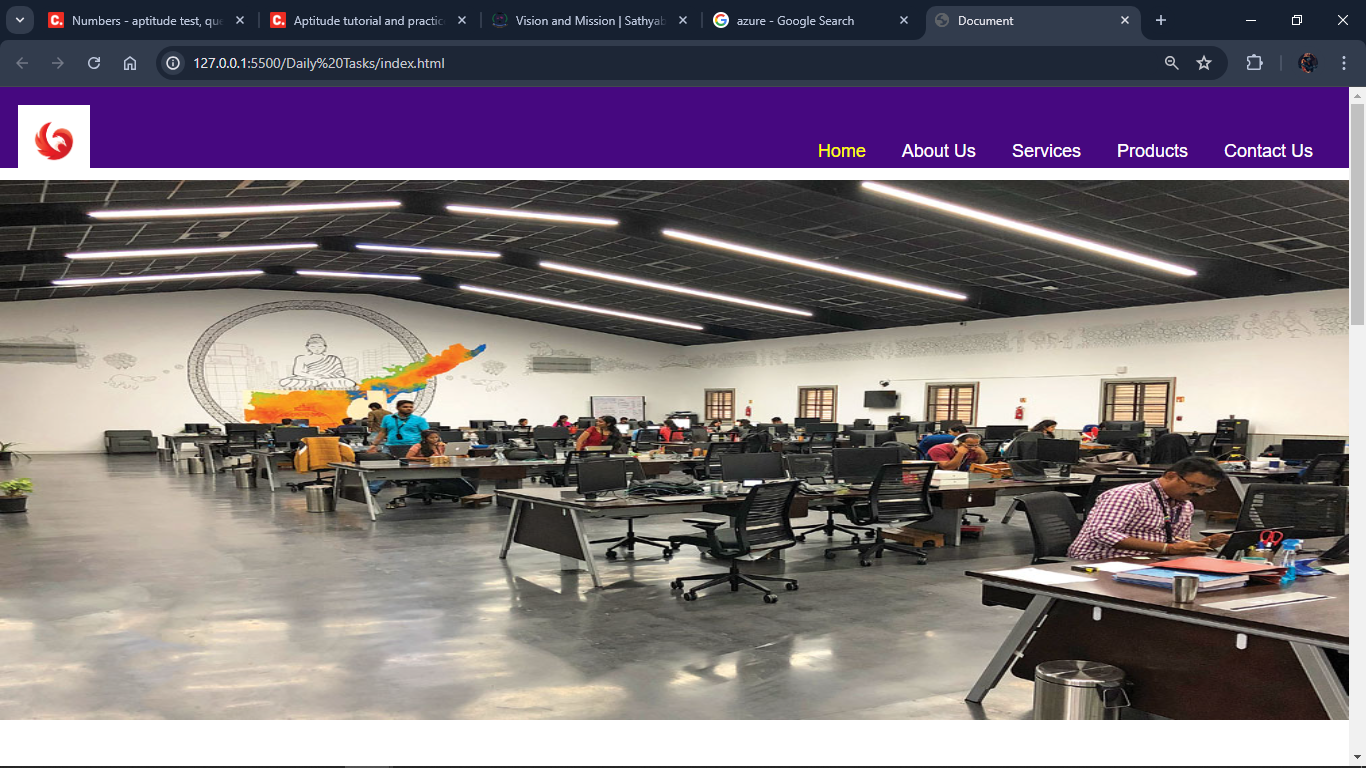 Numbers - aptitude test, que
Aptitude tutorial and practic
Vision and Mission | Sathyab
azure - Google Search
Document
127.0.0.1:5500/Daily%20Tasks/index.html
Home
About Us
Services
Products
Contact Us